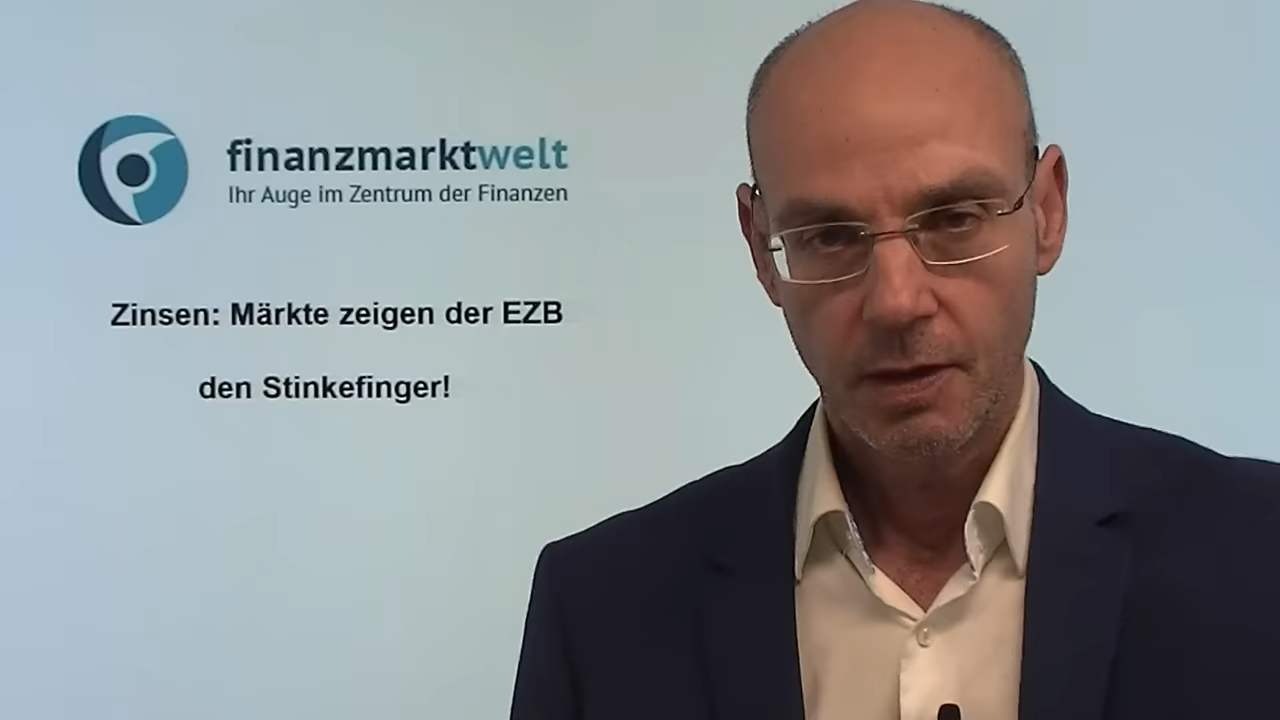 finanzmarktwelt
Ihr Auge im Zentrum der Finanzen
Zinsen: Märkte zeigen der EZB
den Stinkefinger!